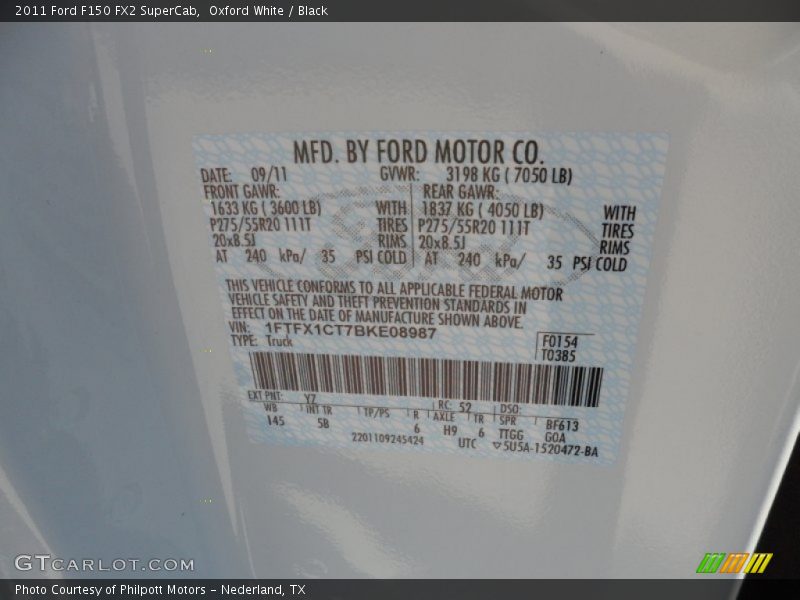 2011 Ford F150 FX2 SuperCab,  Oxford White / Black
MFD. BY FORD MOTOR CO.
DATE: 09/11 GVWR: 3198 KG ( 7050 LB)
FRONT GAWR: REAR GAWR:
1633 KG ( 3600 LB) WITH 1837 KG ( 4050 LB) WITH
P275/55R20 111T TIRES P275/55R20 111T TIRES
20x8.5J RIMS 20x8.5J RIMS
AT 240 kPa/ 35 PSI COLD AT 240 kPa/ 35 PSI COLD
THIS VEHICLE CONFORMS TO ALL APPLICABLE FEDERAL MOTOR
VEHICLE SAFETY AND THEFT PREVENTION STANDARDS IN
EFFECT ON THE DATE OF MANUFACTURE SHOWN ABOVE.
VIN: 1FTFX1CT7BKE08987
TYPE: Truck
F0154
T0385
EXT PNT: YZ RC: 52 DSO:
WB INT TR TP/PS R AXLE TR SPR BF613
145 SB 6 H9 6 TTGG GOA
2201109245424 UTC ▽5U5A-1520472-BA
GTCARLOT.COM
Photo Courtesy of Philpott Motors - Nederland, TX